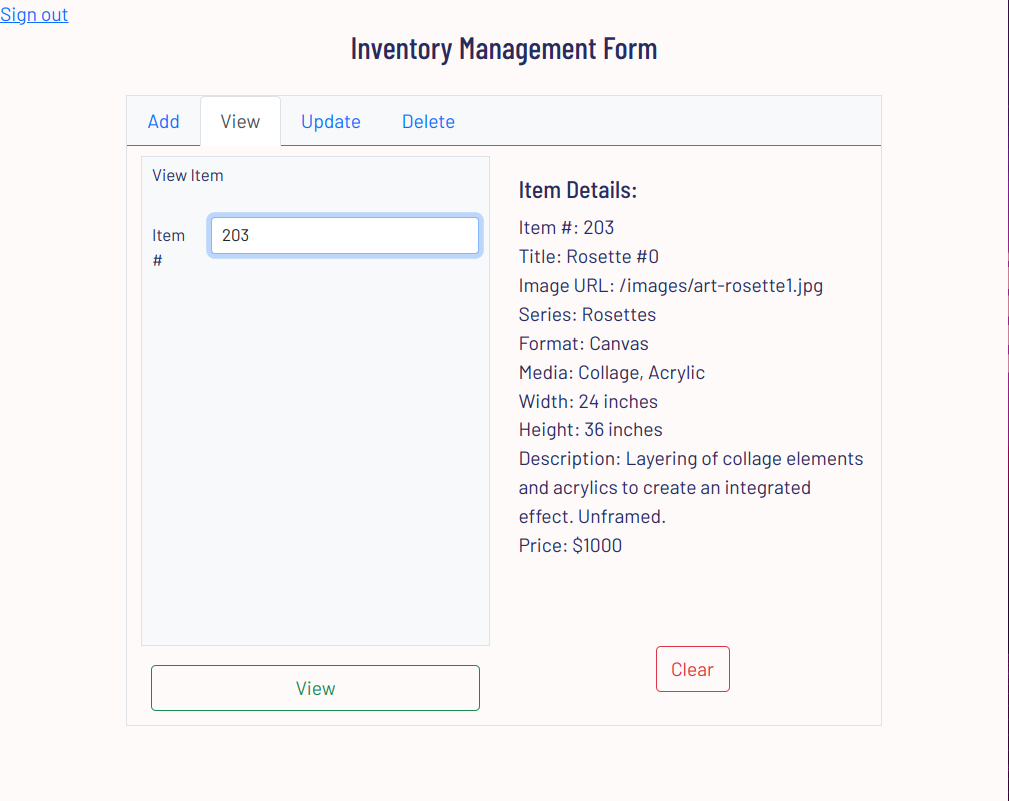 Sign out
Inventory Management Form
Add View Update Delete
View Item
Item
#
203
View
Item Details:
Item #: 203
Title: Rosette #0
Image URL: /images/art-rosette1.jpg
Series: Rosettes
Format: Canvas
Media: Collage, Acrylic
Width: 24 inches
Height: 36 inches
Description: Layering of collage elements
and acrylics to create an integrated
effect. Unframed.
Price: $1000
Clear